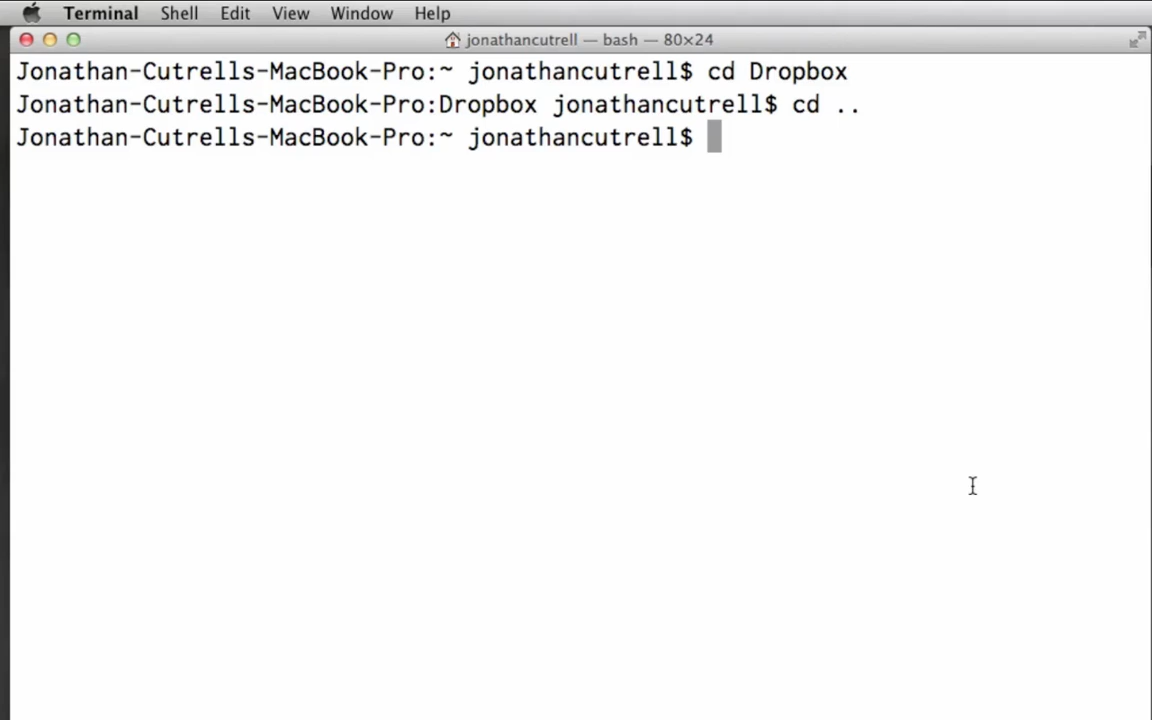 Terminal Shell Edit View Window Help
jonathancutrell — bash — 80×24
Jonathan-Cutrells-MacBook-Pro:~ jonathancutrell$ cd Dropbox
Jonathan-Cutrells-MacBook-Pro:Dropbox jonathancutrell$ cd ..
Jonathan-Cutrells-MacBook-Pro:~ jonathancutrell$